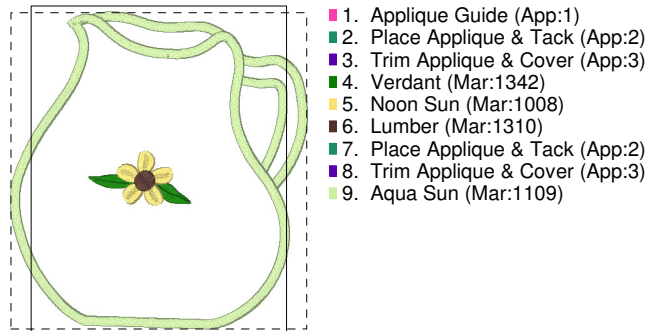 1. Applique Guide (App:1)
2. Place Applique & Tack (App:2)
3. Trim Applique & Cover (App:3)
4. Verdant (Mar:1342)
5. Noon Sun (Mar:1008)
6. Lumber (Mar:1310)
7. Place Applique & Tack (App:2)
8. Trim Applique & Cover (App:3)
9. Aqua Sun (Mar:1109)